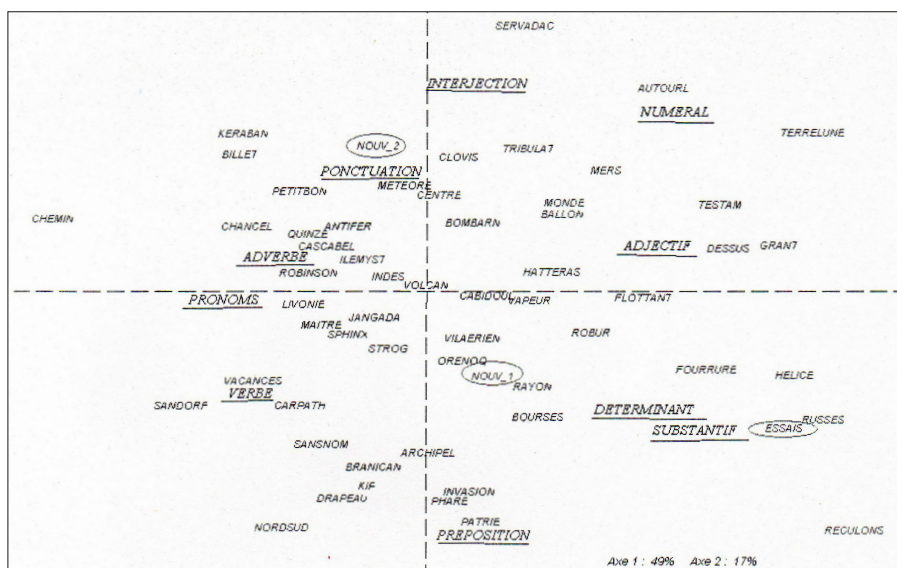 SERVADAC
INTERJECTION
AUTOURL
NUMERAL
KERABAN
TERRELUNE
NOUV_2
TRIBULA7
BILLET
CLOVIS
MERS
PONCTUATION
METEORE
PETITBON
CENTRE
MONDE
TESTAM
BALLON
CHEMIN
CHANCEL
ANTIFER
BOMBARN
QUINZE
CASCABEL
ADJECTIF
DESSUS
GRANT
ADVERBE
ILEMYS7
ROBINSON
INDES
HATTERAS
VOLCAN
PRONOMS
LIVONIE
CABIDOUL
VAPEUR
FLOTTANT
MAITRE
JANGADA
SPHINX
VILAERIEN
ROBUR
STROG
ORENOQ
NOUV_1
FOURRURE
HELICE
VACANCES
RAYON
VERBE
SANDORF
CARPATH
BOURSES
DETERMINANT
RUSSES
SUBSTANTIF
ESSAIS
SANSNOM
ARCHIPEL
BRANICAN
KIF
INVASION
DRAPEAU
PHARE
NORDSUD
PATRIE
PREPOSITION
RECULONS
Axe 1 : 49% Axe 2 : 17%